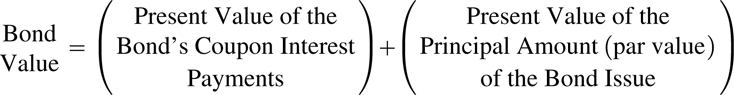 Bond Value = (Present Value of the Bond’s Coupon Interest Payments) + (Present Value of the Principal Amount (par value) of the Bond Issue)